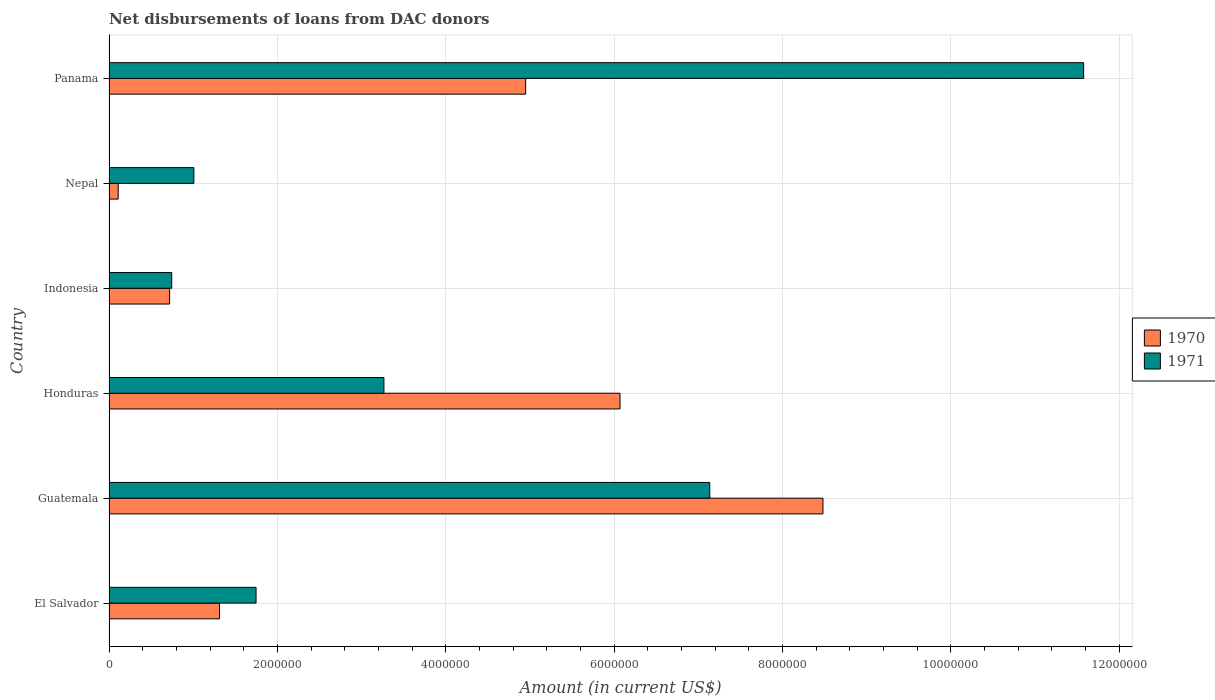 Net disbursements of loans from DAC donors
Panama
Nepal
Indonesia
Honduras
Guatemala
El Salvador
Country
0
2000000
4000000
6000000
8000000
10000000
12000000
Amount (in current US$)
1970
1971